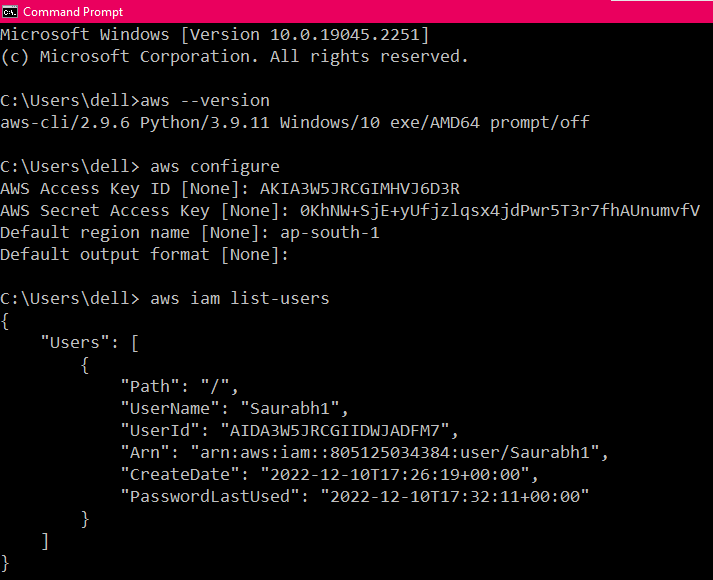 Command Prompt
Microsoft Windows [Version 10.0.19045.2251]
(c) Microsoft Corporation. All rights reserved.
C:\Users\dell>aws --version
aws-cli/2.9.6 Python/3.9.11 Windows/10 exe/AMD64 prompt/off
C:\Users\dell> aws configure
AWS Access Key ID [None]: AKIA3W5JRCGIMHVJ6D3R
AWS Secret Access Key [None]: 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
Default region name [None]: ap-south-1
Default output format [None]:
C:\Users\dell> aws iam list-users
{
    "Users": [
        {
            "Path": "/",
            "UserName": "Saurabh1",
            "UserId": "AIDA3W5JRCGIIDWJADFM7",
            "Arn": "arn:aws:iam::805125034384:user/Saurabh1",
            "CreateDate": "2022-12-10T17:26:19+00:00",
            "PasswordLastUsed": "2022-12-10T17:32:11+00:00"
        }
    ]
}